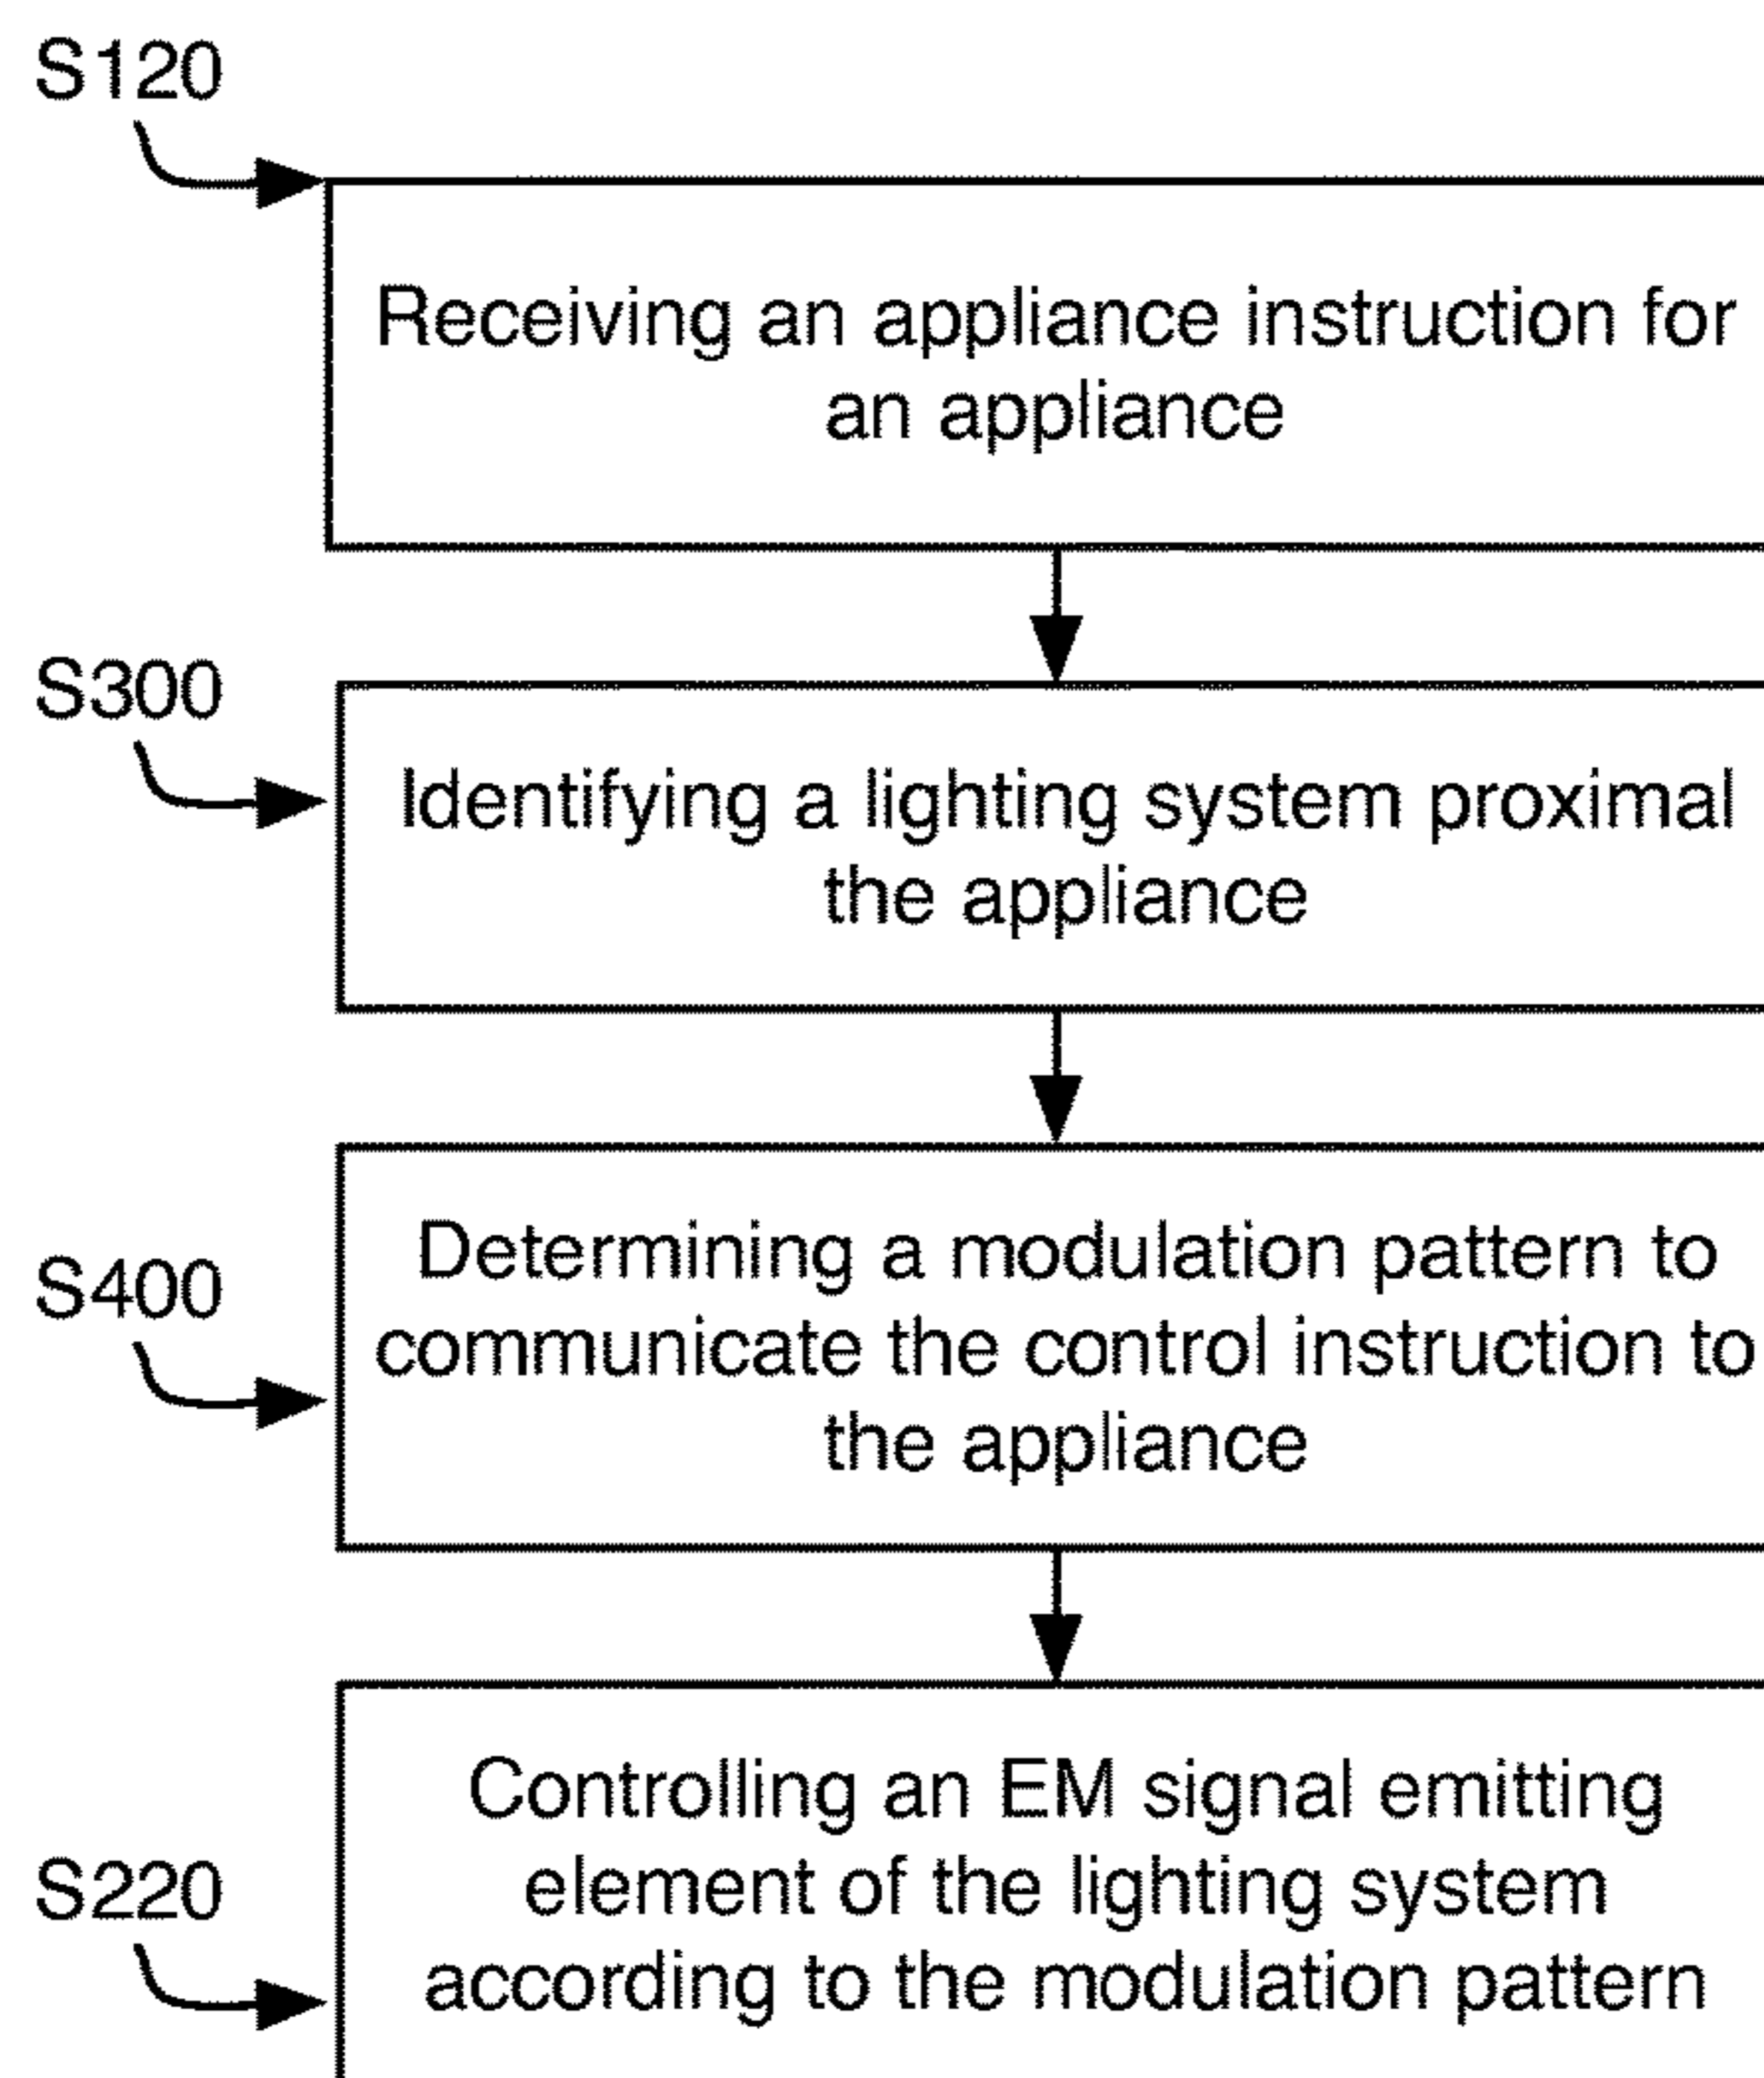 S120
Receiving an appliance instruction for
an appliance
S300
Identifying a lighting system proximal
the appliance
S400
Determining a modulation pattern to
communicate the control instruction to
the appliance
S220
Controlling an EM signal emitting
element of the lighting system
according to the modulation pattern